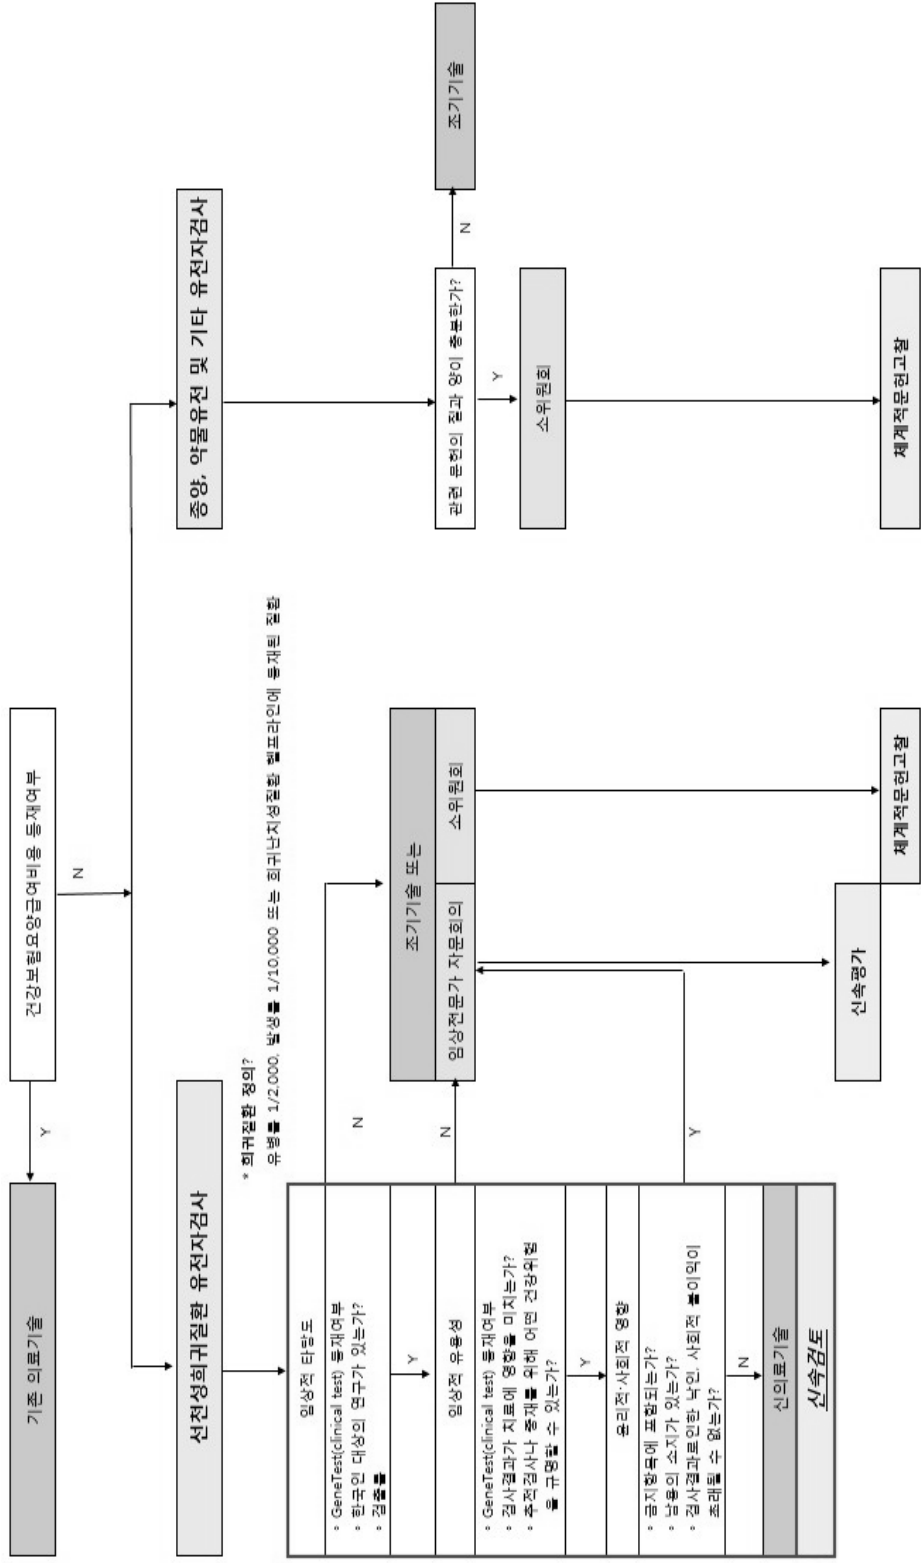 건강보험요양급여비용 등재여부
Y
N
기존 의료기술
선천성희귀질환 유전자검사
종양, 약물유전 및 기타 유전자검사
* 희귀질환 정의?
유병률 1/2,000, 발생률 1/10,000 또는 희귀난치성질환 헬프라인에 등재된 질환
임상적 타당도
◦ GeneTest(clinical test) 등재여부
◦ 한국인 대상의 연구가 있는가?
◦ 검출률
N
Y
임상적 유용성
◦ GeneTest(clinical test) 등재여부
◦ 검사결과가 치료에 영향을 미치는가?
◦ 추적검사나 중재를 위해 어떤 건강위험
을 규명할 수 있는가?
N
Y
윤리적·사회적 영향
◦ 금지항목에 포함되는가?
◦ 남용의 소지가 있는가?
◦ 검사결과로인한 낙인, 사회적 불이익이
초래될 수 없는가?
Y
N
신의료기술
신속검토
조기기술 또는
임상전문가 자문회의
소위원회
신속평가
체계적문헌고찰
관련 문헌의 질과 양이 충분한가?
N
조기기술
Y
소위원회
체계적문헌고찰